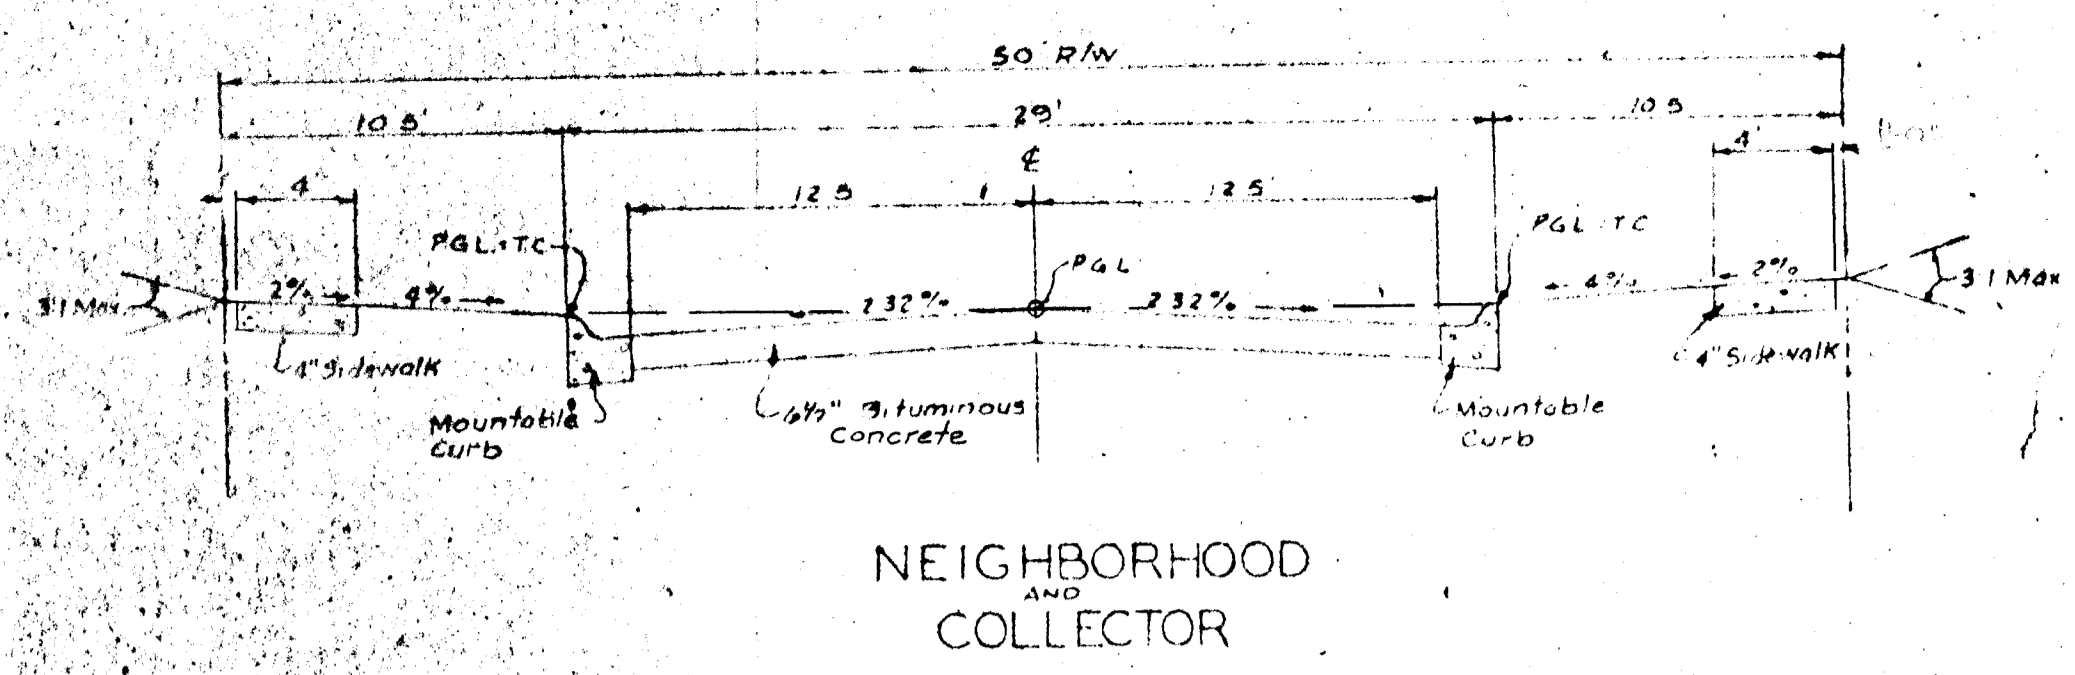 50' R/W
10 5'
29'
10 5
4'
4
12 5
℄
12 5'
PGL=TC
PGL TC
PGL
3:1 Max
2%
4%
2 32%
2 32%
4%
2%
3 1 Max
4" Sidewalk
4" Sidewalk
Mountable
Curb
6½" Bituminous
Concrete
Mountable
Curb
NEIGHBORHOOD
AND
COLLECTOR